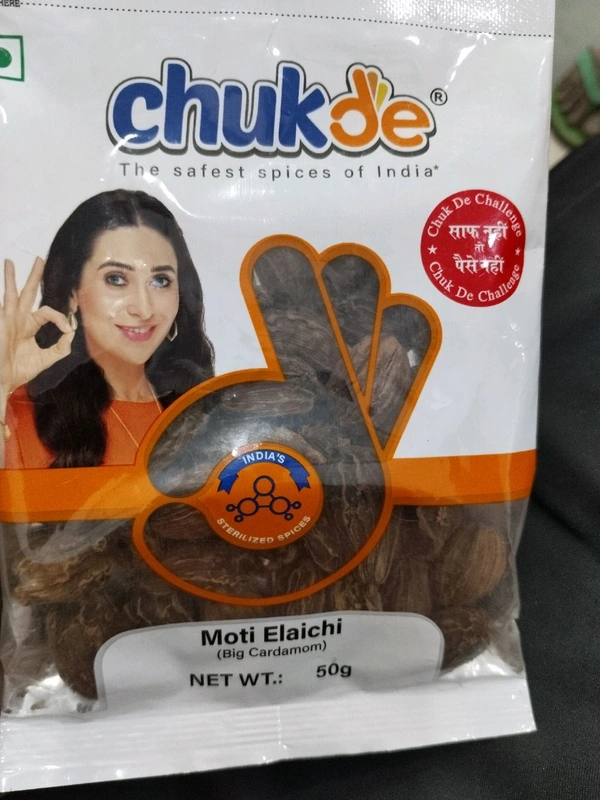 HERE
chukde®
The safest spices of India*
Chuk De Challenge
साफ नहीं
तो
पैसे नहीं
Chuk De Challenge
INDIA'S
STERILIZED SPICES
Moti Elaichi
(Big Cardamom)
NET WT.: 50g